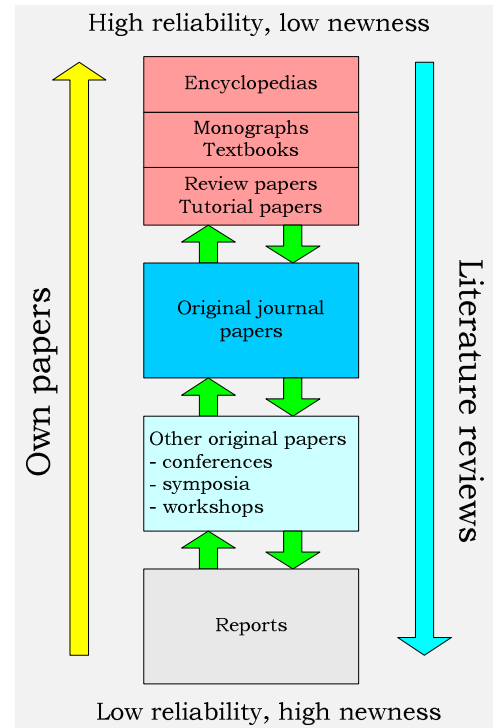 High reliability, low newness
Encyclopedias
Monographs
Textbooks
Review papers
Tutorial papers
Original journal
papers
Other original papers
- conferences
- symposia
- workshops
Reports
Own papers
Literature reviews
Low reliability, high newness